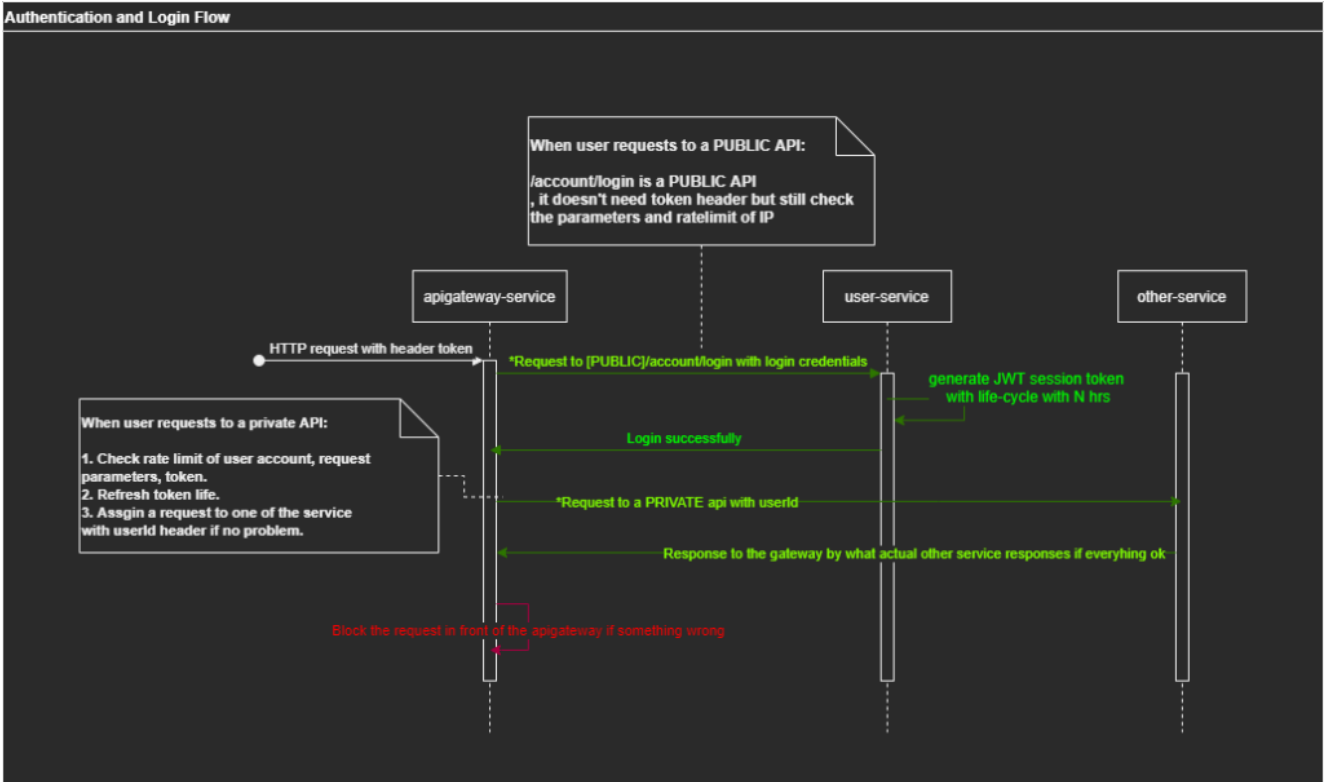 Authentication and Login Flow
When user requests to a PUBLIC API:
/account/login is a PUBLIC API
, it doesn't need token header but still check
the parameters and ratelimit of IP
apigateway-service
user-service
other-service
HTTP request with header token
*Request to [PUBLIC]/account/login with login credentials
generate JWT session token
with life-cycle with N hrs
When user requests to a private API:
1. Check rate limit of user account, request
parameters, token.
2. Refresh token life.
3. Assgin a request to one of the service
with userId header if no problem.
Login successfully
*Request to a PRIVATE api with userId
Response to the gateway by what actual other service responses if everyhing ok
Block the request in front of the apigateway if something wrong